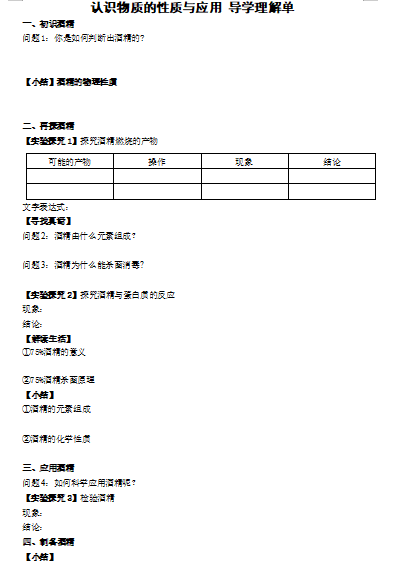 认识物质的性质与应用 导学理解单
一、初识酒精
问题1：你是如何判断出酒精的？
【小结】酒精的物理性质
二、再探酒精
【实验探究1】探究酒精燃烧的产物
可能的产物 操作 现象 结论
文字表达式：
【寻找真奇】
问题2：酒精由什么元素组成？
问题3：酒精为什么能杀菌消毒？
【实验探究2】探究酒精与蛋白质的反应
现象：
结论：
【解读生活】
①75%酒精的意义
②75%酒精杀菌原理
【小结】
①酒精的元素组成
②酒精的化学性质
三、应用酒精
问题4：如何科学应用酒精呢？
【实验探究3】检验酒精
现象：
结论：
四、制备酒精
【小结】